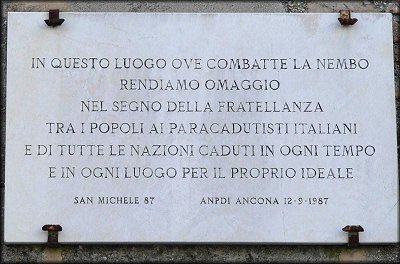 IN QUESTO LUOGO OVE COMBATTE LA NEMBO
RENDIAMO OMAGGIO
NEL SEGNO DELLA FRATELLANZA
TRA I POPOLI AI PARACADUTISTI ITALIANI
E DI TUTTE LE NAZIONI CADUTI IN OGNI TEMPO
E IN OGNI LUOGO PER IL PROPRIO IDEALE
SAN MICHELE 87 ANPDI ANCONA 12-9-1987